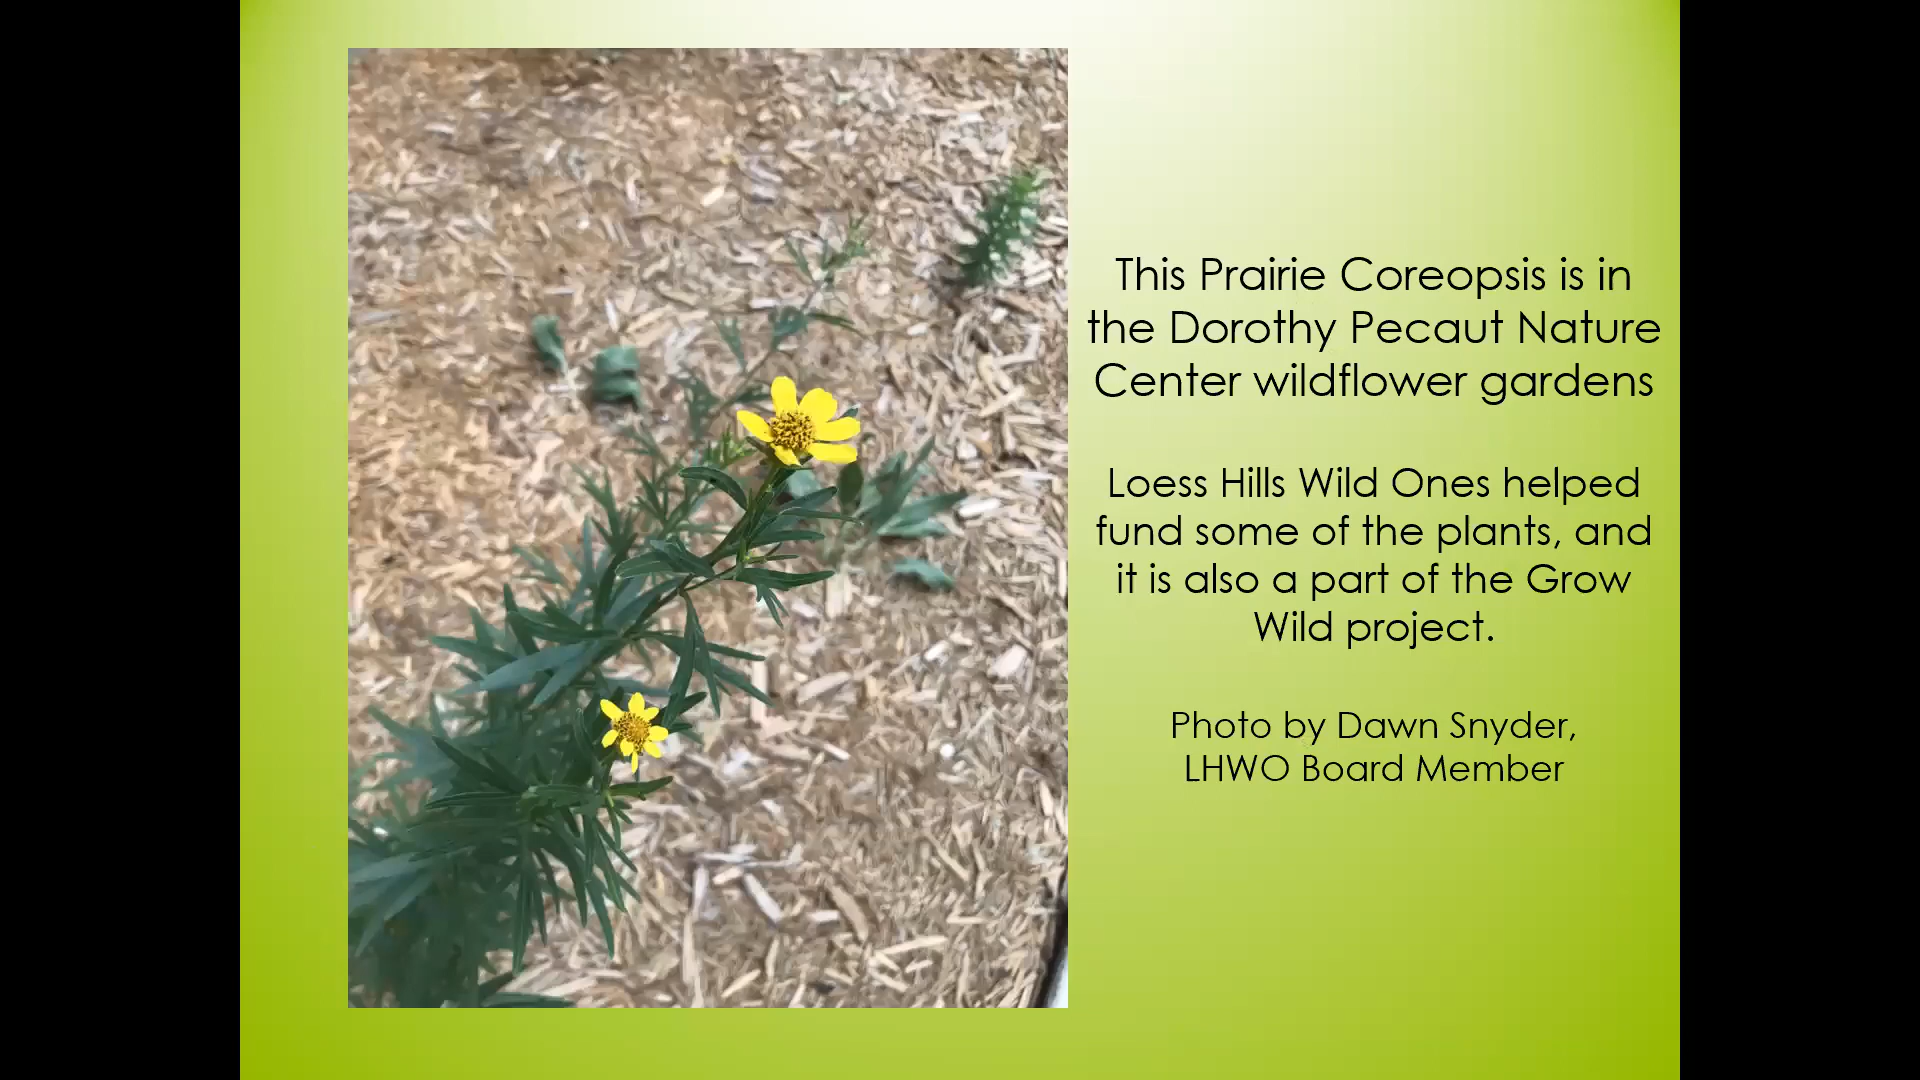 This Prairie Coreopsis is in
the Dorothy Pecaut Nature
Center wildflower gardens
Loess Hills Wild Ones helped
fund some of the plants, and
it is also a part of the Grow
Wild project.
Photo by Dawn Snyder,
LHWO Board Member